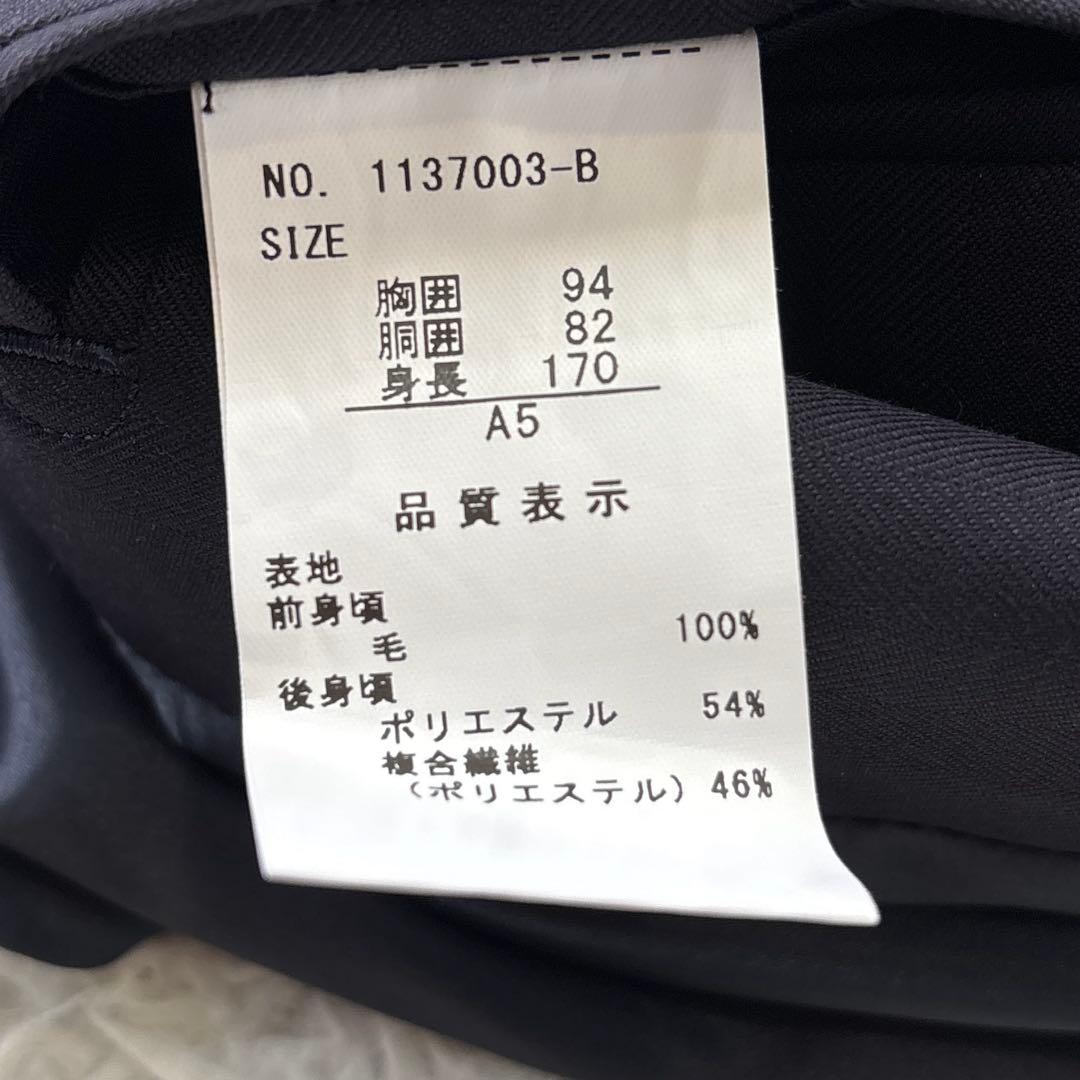 NO. 1137003-B
SIZE
胸囲 94
胴囲 82
身長 170
A5
品質表示
表地
前身頃
毛 100%
後身頃
ポリエステル 54%
複合繊維
(ポリエステル) 46%